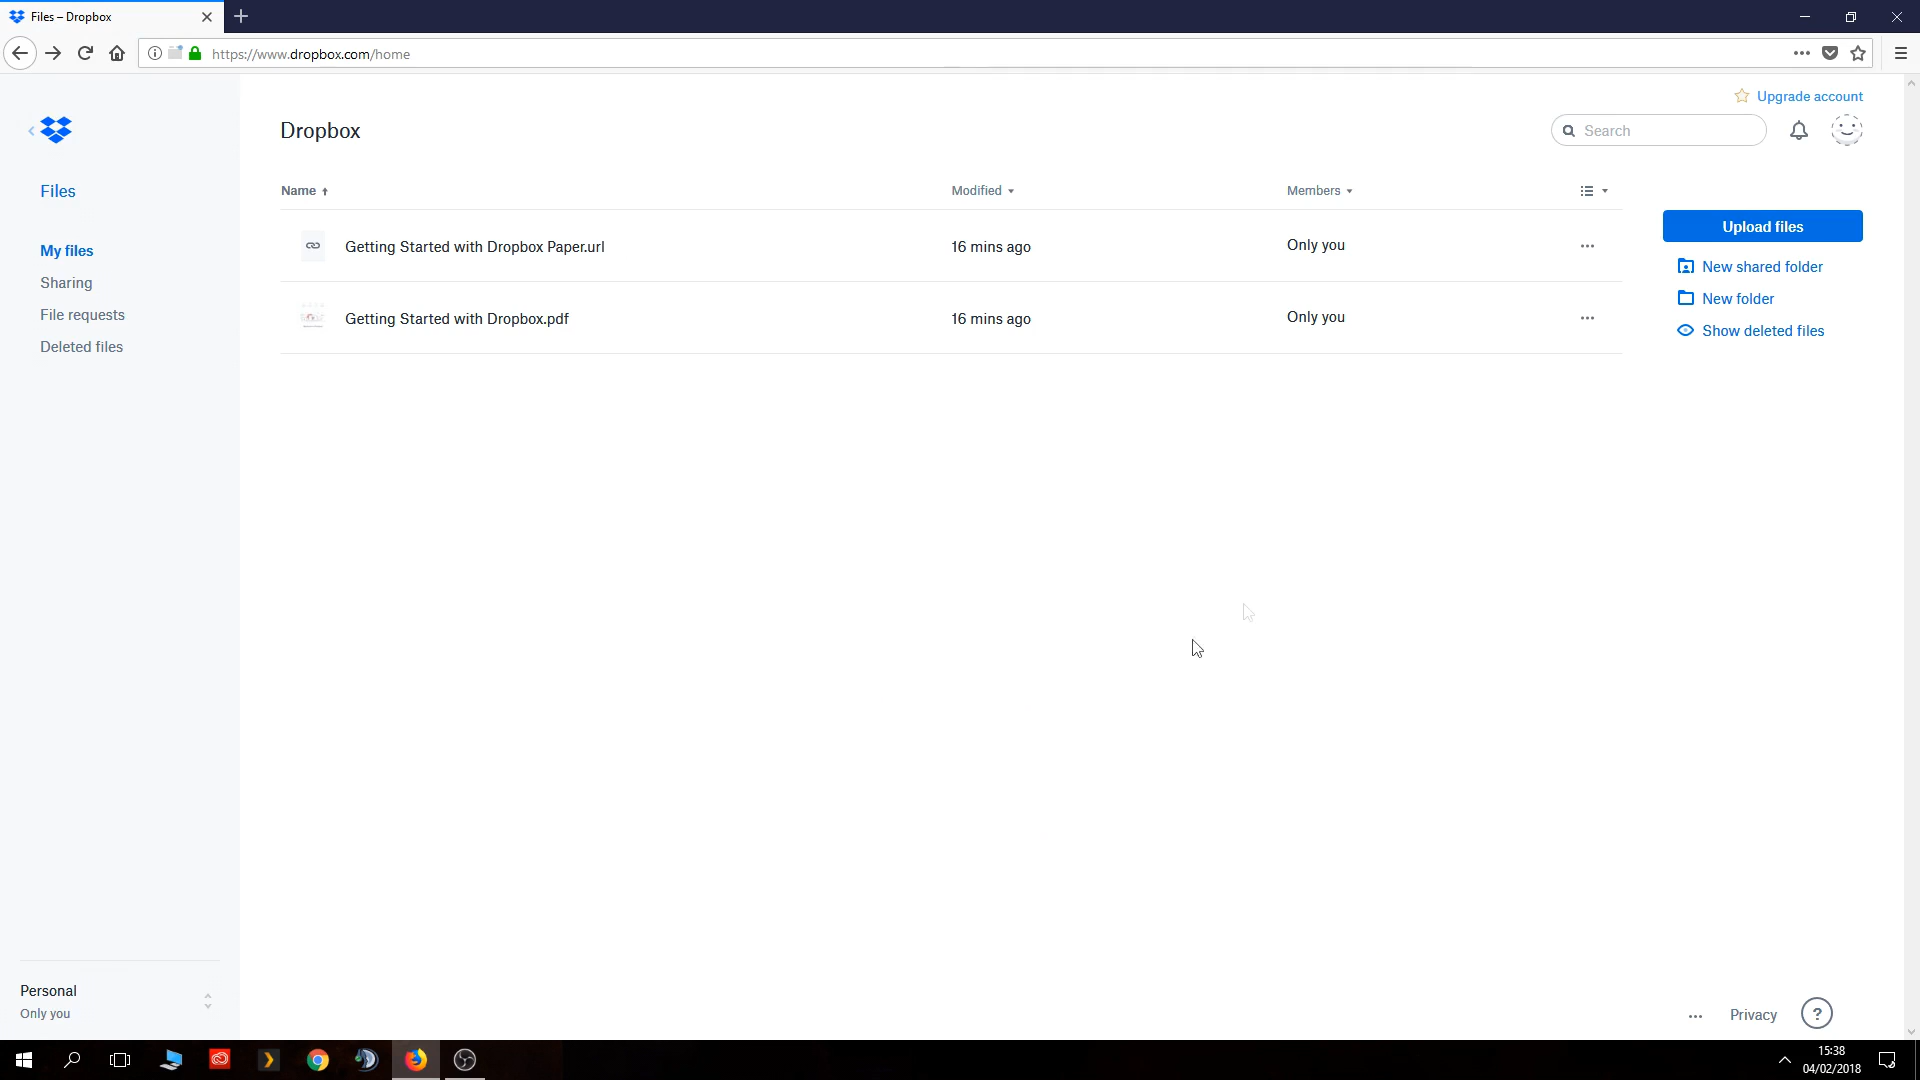 Files – Dropbox
https://www.dropbox.com/home
Upgrade account
Dropbox
Search
Files
Name
Modified
Members
Upload files
My files
Getting Started with Dropbox Paper.url
16 mins ago
Only you
New shared folder
Sharing
New folder
File requests
Getting Started with Dropbox.pdf
16 mins ago
Only you
Show deleted files
Deleted files
Personal
Only you
Privacy
?
15:38
04/02/2018